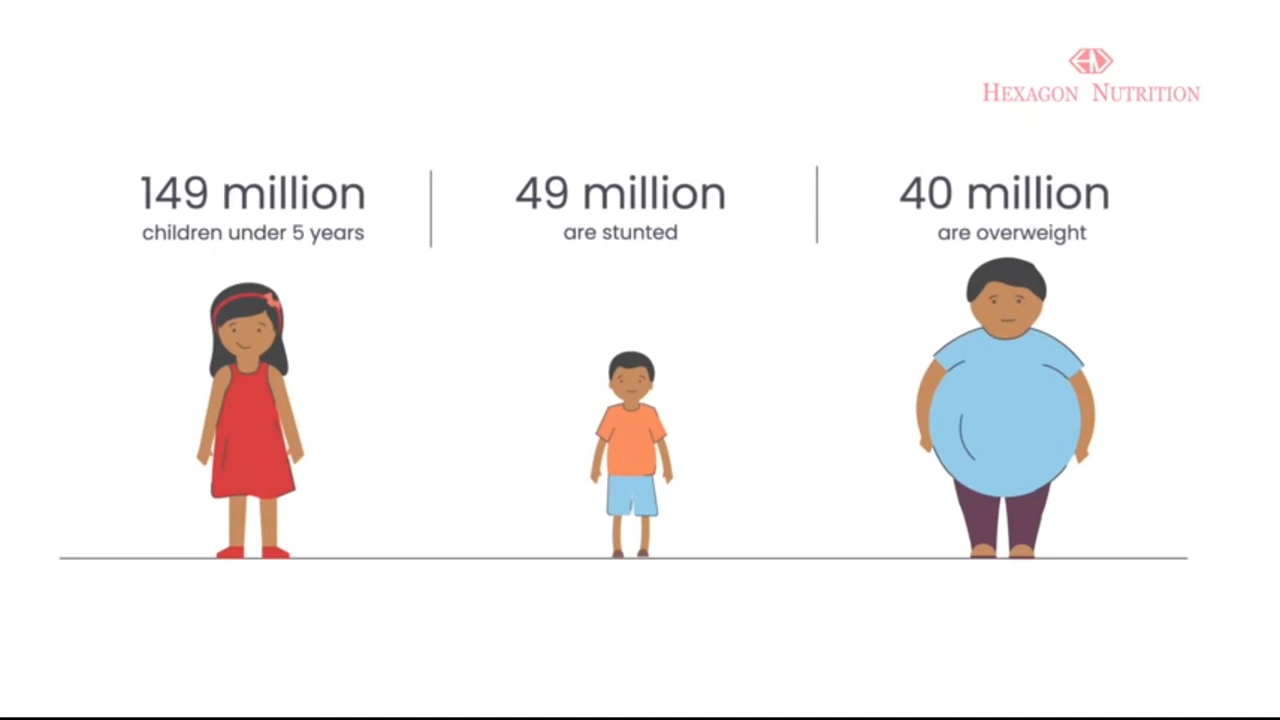 HEXAGON NUTRITION
149 million
children under 5 years
49 million
are stunted
40 million
are overweight